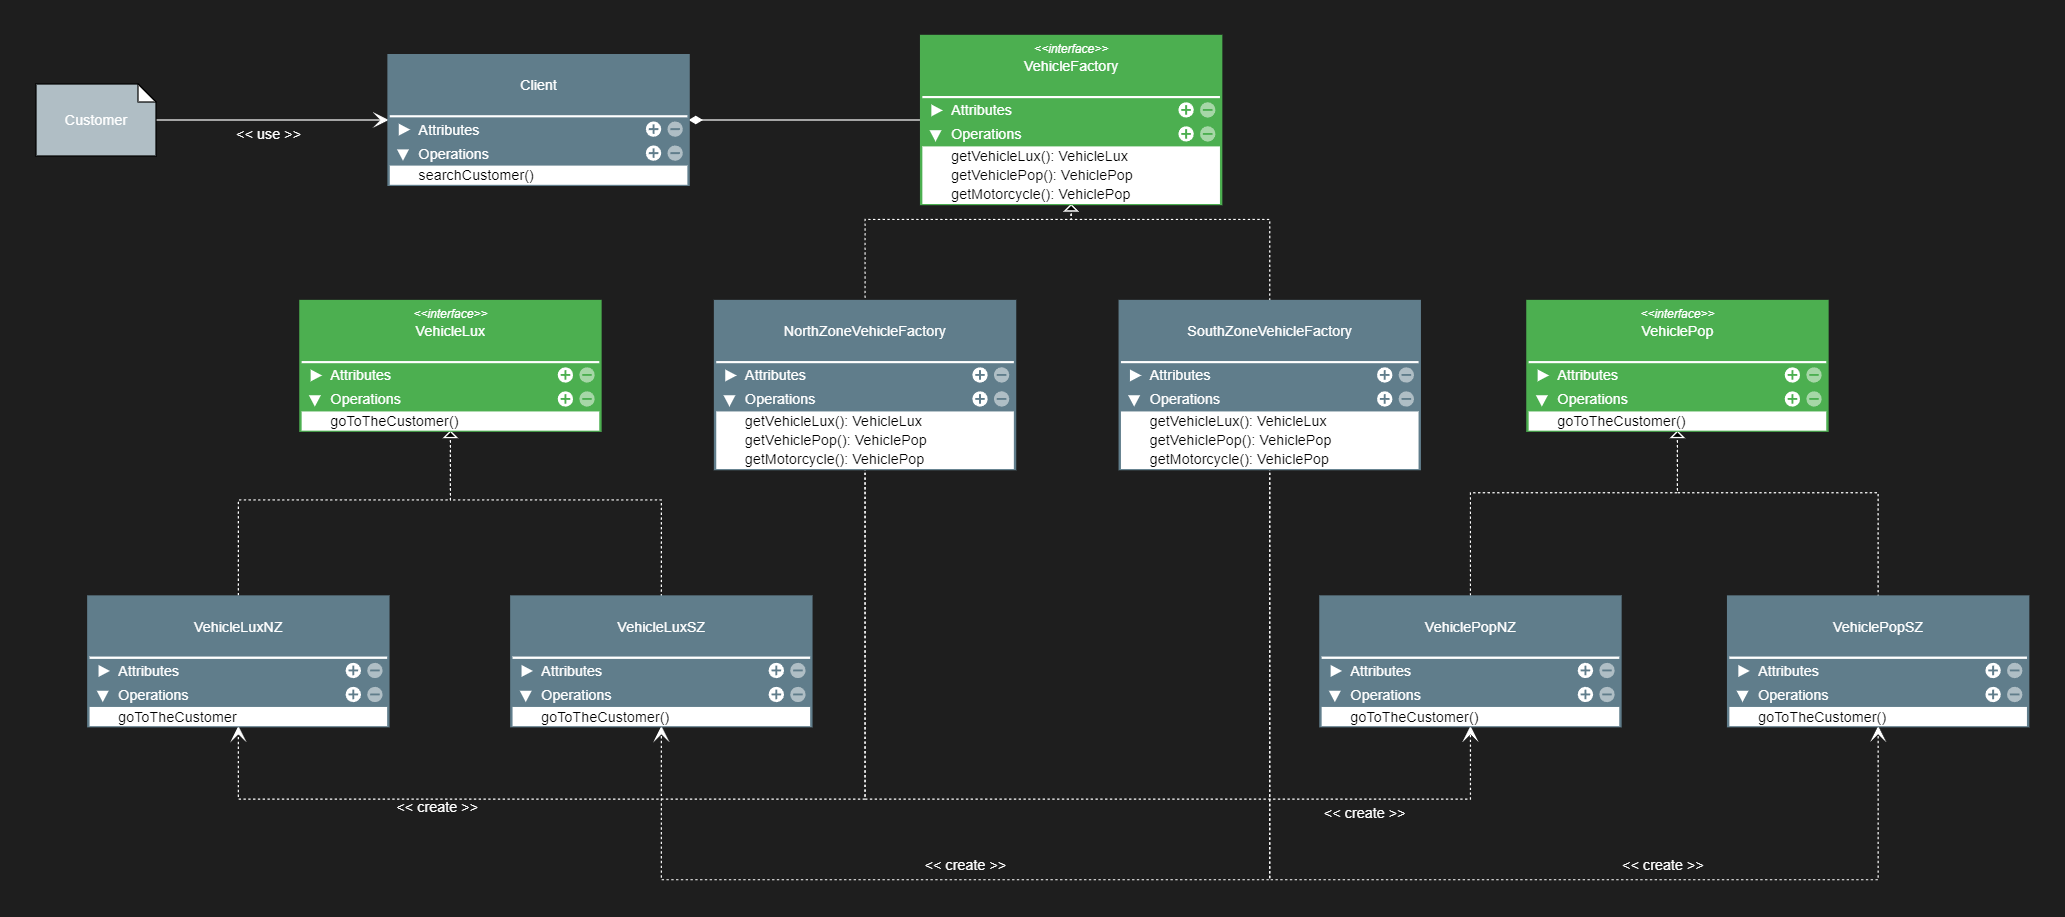 Customer
<< use >>
Client
Attributes
Operations
searchCustomer()
<<interface>>
VehicleFactory
Attributes
Operations
getVehicleLux(): VehicleLux
getVehiclePop(): VehiclePop
getMotorcycle(): VehiclePop
<<interface>>
VehicleLux
Attributes
Operations
goToTheCustomer()
NorthZoneVehicleFactory
Attributes
Operations
getVehicleLux(): VehicleLux
getVehiclePop(): VehiclePop
getMotorcycle(): VehiclePop
SouthZoneVehicleFactory
Attributes
Operations
getVehicleLux(): VehicleLux
getVehiclePop(): VehiclePop
getMotorcycle(): VehiclePop
<<interface>>
VehiclePop
Attributes
Operations
goToTheCustomer()
VehicleLuxNZ
Attributes
Operations
goToTheCustomer
VehicleLuxSZ
Attributes
Operations
goToTheCustomer()
VehiclePopNZ
Attributes
Operations
goToTheCustomer()
VehiclePopSZ
Attributes
Operations
goToTheCustomer()
<< create >>
<< create >>
<< create >>
<< create >>